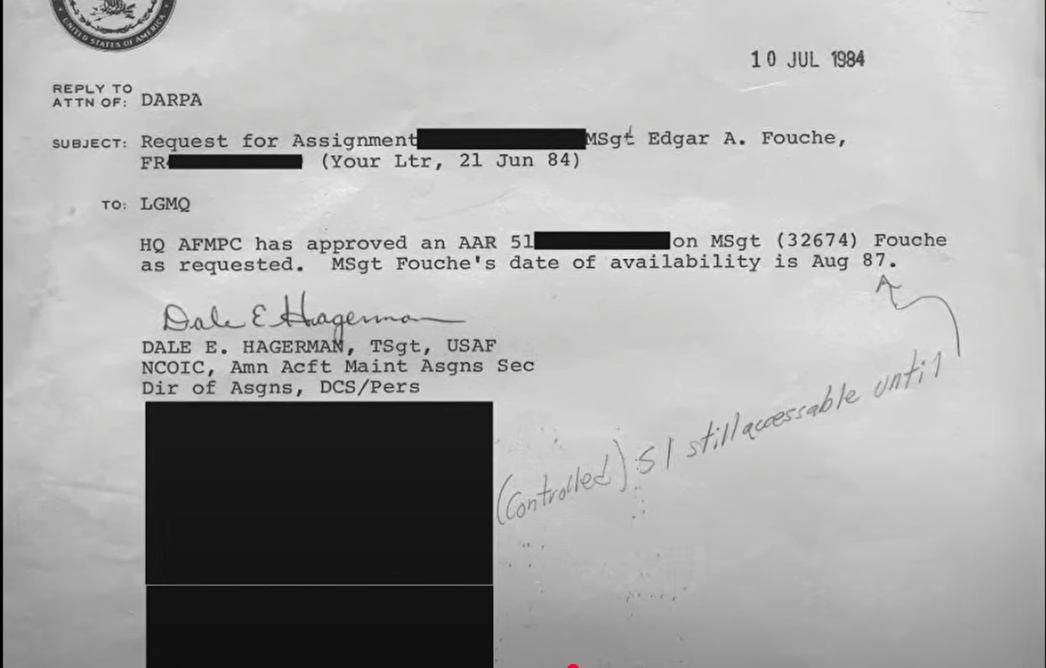 UNITED STATES OF AMERICA
10 JUL 1984
REPLY TO
ATTN OF: DARPA
SUBJECT: Request for Assignment MSgt Edgar A. Fouche,
FR (Your Ltr, 21 Jun 84)
TO: LGMQ
HQ AFMPC has approved an AAR 51 on MSgt (32674) Fouche
as requested. MSgt Fouche's date of availability is Aug 87.
Dale E Hagerman
DALE E. HAGERMAN, TSgt, USAF
NCOIC, Amn Acft Maint Asgns Sec
Dir of Asgns, DCS/Pers
(Controlled) 51 still accessable until